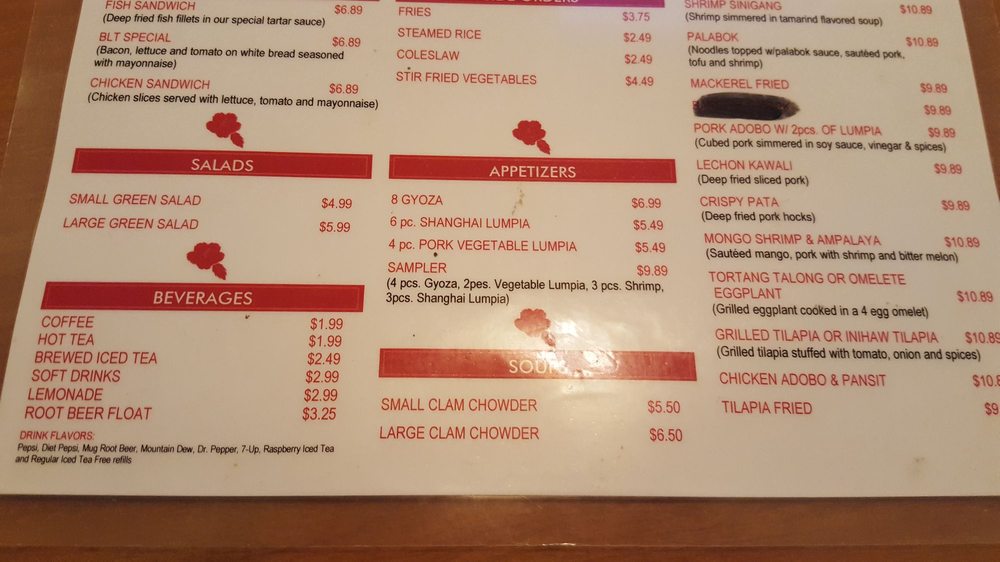 FISH SANDWICH $6.89
(Deep fried fish fillets in our special tartar sauce)
BLT SPECIAL $6.89
(Bacon, lettuce and tomato on white bread seasoned
with mayonnaise)
CHICKEN SANDWICH $6.89
(Chicken slices served with lettuce, tomato and mayonnaise)
SALADS
SMALL GREEN SALAD $4.99
LARGE GREEN SALAD $5.99
BEVERAGES
COFFEE $1.99
HOT TEA $1.99
BREWED ICED TEA $2.49
SOFT DRINKS $2.99
LEMONADE $2.99
ROOT BEER FLOAT $3.25
DRINK FLAVORS:
Pepsi, Diet Pepsi, Mug Root Beer, Mountain Dew, Dr. Pepper, 7-Up, Raspberry Iced Tea
and Regular Iced Tea Free refills
ORDERS
FRIES $3.75
STEAMED RICE $2.49
COLESLAW $2.49
STIR FRIED VEGETABLES $4.49
APPETIZERS
8 GYOZA $6.99
6 pc. SHANGHAI LUMPIA $5.49
4 pc. PORK VEGETABLE LUMPIA $5.49
SAMPLER $9.89
(4 pcs. Gyoza, 2pes. Vegetable Lumpia, 3 pcs. Shrimp,
3pcs. Shanghai Lumpia)
SOUPS
SMALL CLAM CHOWDER $5.50
LARGE CLAM CHOWDER $6.50
SHRIMP SINIGANG $10.89
(Shrimp simmered in tamarind flavored soup)
PALABOK $10.89
(Noodles topped w/palabok sauce, sautéed pork,
tofu and shrimp)
MACKEREL FRIED $9.89
$9.89
PORK ADOBO W/ 2pcs. OF LUMPIA $9.89
(Cubed pork simmered in soy sauce, vinegar & spices)
LECHON KAWALI $9.89
(Deep fried sliced pork)
CRISPY PATA $9.89
(Deep fried pork hocks)
MONGO SHRIMP & AMPALAYA $10.89
(Sautéed mango, pork with shrimp and bitter melon)
TORTANG TALONG OR OMELETE
EGGPLANT $10.89
(Grilled eggplant cooked in a 4 egg omelet)
GRILLED TILAPIA OR INIHAW TILAPIA $10.89
(Grilled tilapia stuffed with tomato, onion and spices)
CHICKEN ADOBO & PANSIT $10.8
TILAPIA FRIED $9